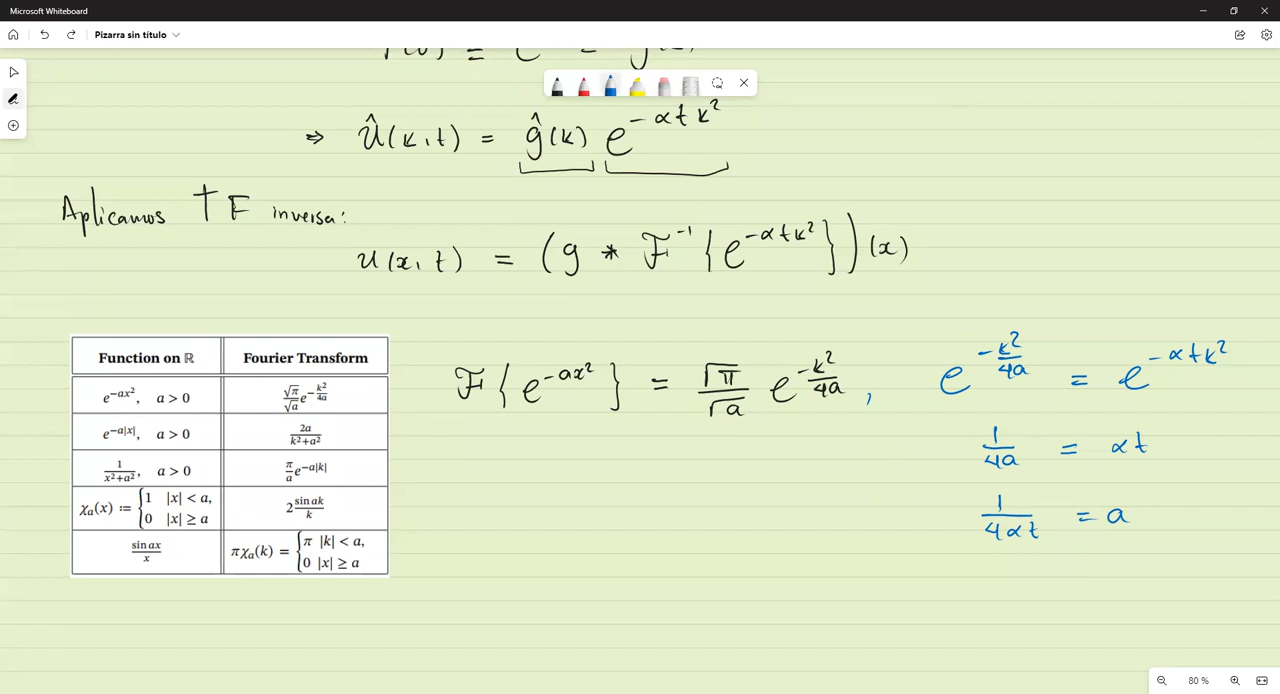 Microsoft Whiteboard
Pizarra sin título
⇒ û(k,t) = ĝ(k) e^{-αtk²}
Aplicamos TF inversa:
u(x,t) = (g * ℱ^{-1}{e^{-αtk²}})(x)
Function on ℝ | Fourier Transform
e^{-ax²}, a > 0 | √π/√a e^{-k²/4a}
e^{-a|x|}, a > 0 | 2a/(k²+a²)
1/(x²+a²), a > 0 | π/a e^{-a|k|}
χₐ(x) := {1 |x| < a, 0 |x| ≥ a | 2 sin ak/k
sin ax/x | πχₐ(k) = {π |k| < a, 0 |x| ≥ a
ℱ{e^{-ax²}} = √π/√a e^{-k²/4a}, e^{-k²/4a} = e^{-αtk²}
1/4a = αt
1/4αt = a
80 %